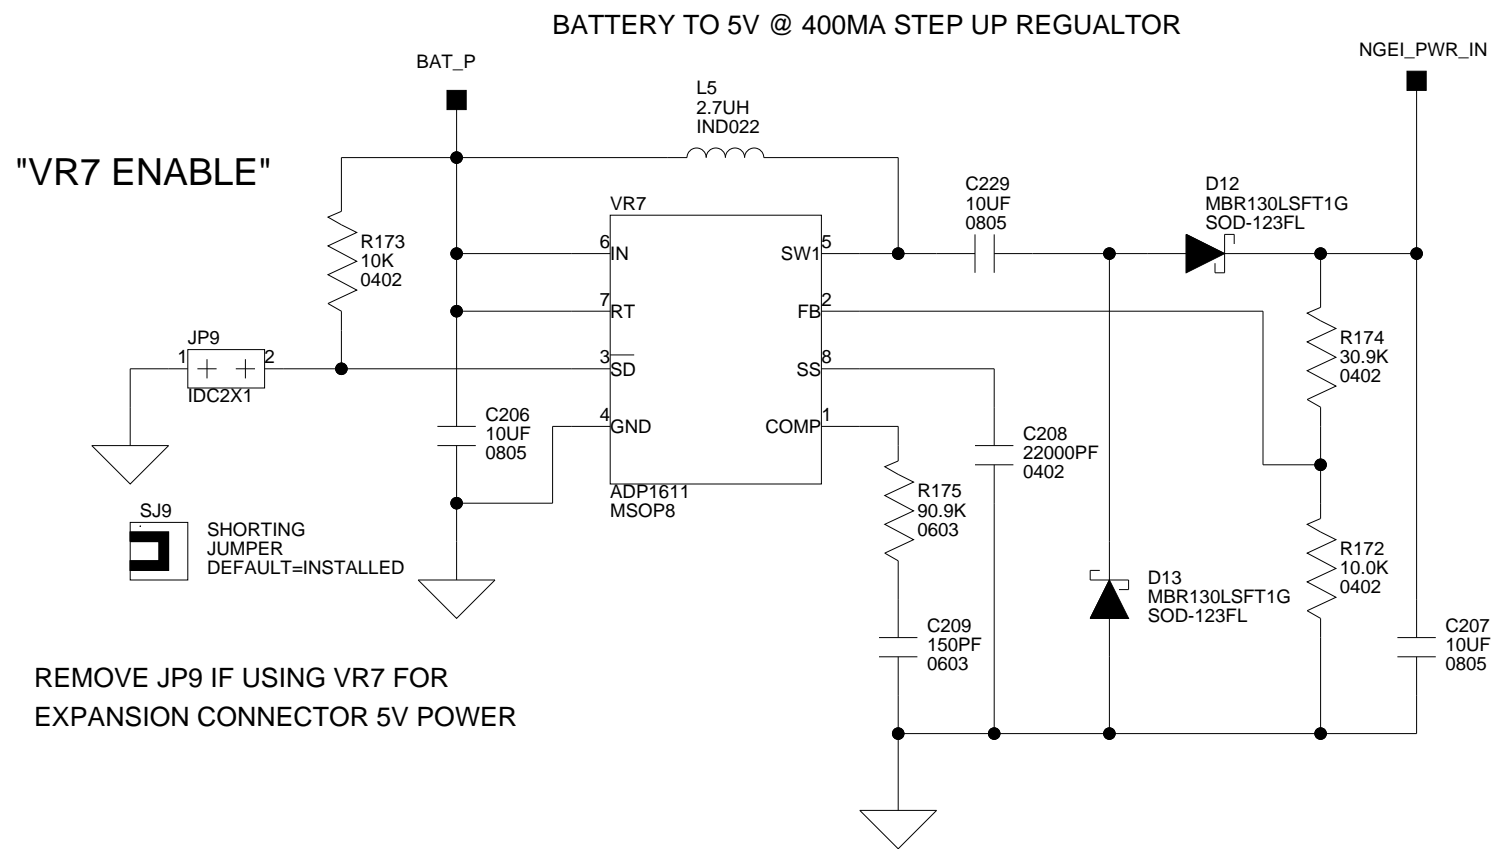 BATTERY TO 5V @ 400MA STEP UP REGUALTOR
BAT_P
NGEI_PWR_IN
L5
2.7UH
IND022
"VR7 ENABLE"
R173
10K
0402
VR7
6
IN
7
RT
3
SD
4
GND
5
SW1
2
FB
8
SS
1
COMP
ADP1611
MSOP8
C229
10UF
0805
D12
MBR130LSFT1G
SOD-123FL
JP9
1
2
IDC2X1
R174
30.9K
0402
C206
10UF
0805
C208
22000PF
0402
R175
90.9K
0603
SJ9
SHORTING
JUMPER
DEFAULT=INSTALLED
R172
10.0K
0402
D13
MBR130LSFT1G
SOD-123FL
C209
150PF
0603
C207
10UF
0805
REMOVE JP9 IF USING VR7 FOR
EXPANSION CONNECTOR 5V POWER